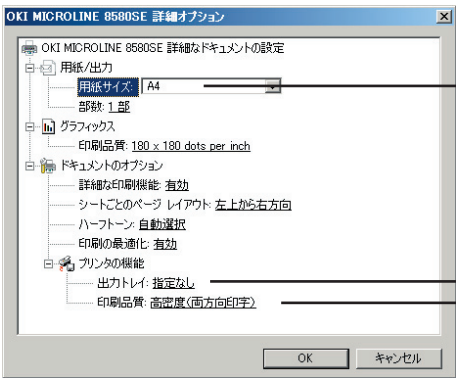 OKI MICROLINE 8580SE 詳細オプション
OKI MICROLINE 8580SE 詳細なドキュメントの設定
用紙/出力
用紙サイズ: A4
部数: 1 部
グラフィックス
印刷品質: 180 x 180 dots per inch
ドキュメントのオプション
詳細な印刷機能: 有効
シートごとのページ レイアウト: 左上から右方向
ハーフトーン: 自動選択
印刷の最適化: 有効
プリンタの機能
出力トレイ: 指定なし
印刷品質: 高密度(両方向印字)
OK キャンセル